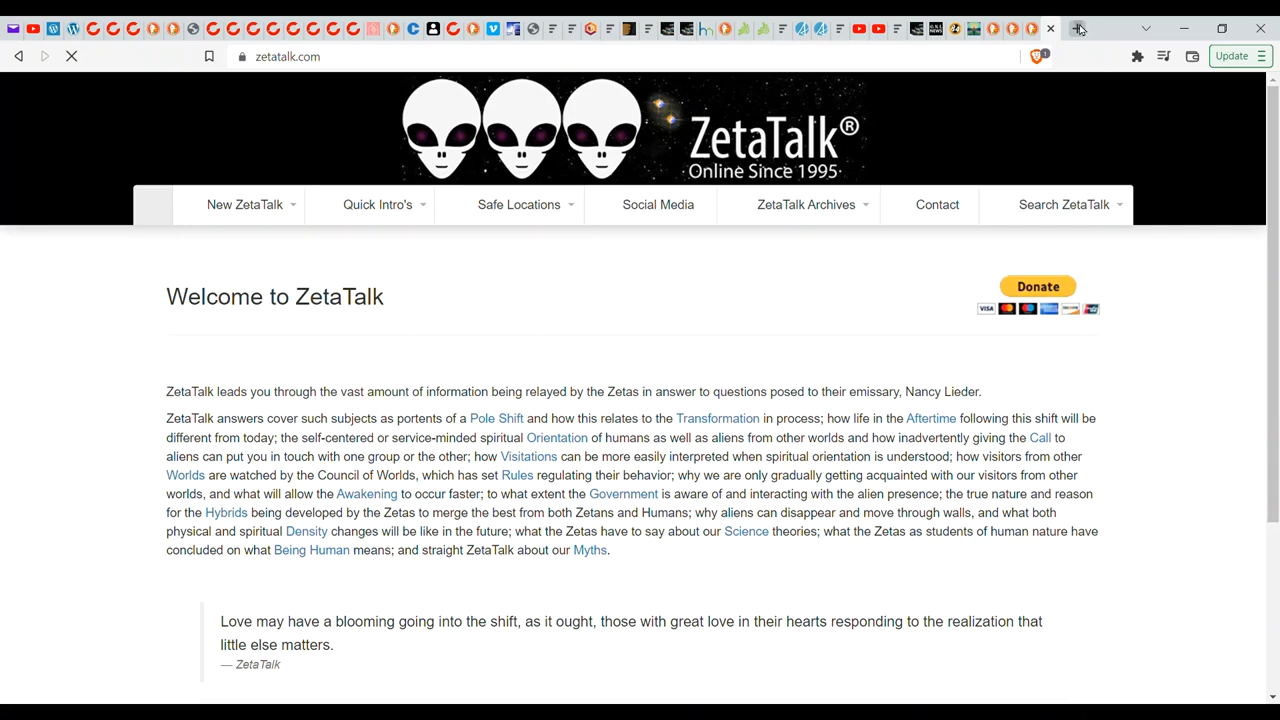 zetatalk.com
1
Update
ZetaTalk®
Online Since 1995
New ZetaTalk
Quick Intro's
Safe Locations
Social Media
ZetaTalk Archives
Contact
Search ZetaTalk
Welcome to ZetaTalk
Donate
VISA
ZetaTalk leads you through the vast amount of information being relayed by the Zetas in answer to questions posed to their emissary, Nancy Lieder.
ZetaTalk answers cover such subjects as portents of a Pole Shift and how this relates to the Transformation in process; how life in the Aftertime following this shift will be
different from today; the self-centered or service-minded spiritual Orientation of humans as well as aliens from other worlds and how inadvertently giving the Call to
aliens can put you in touch with one group or the other; how Visitations can be more easily interpreted when spiritual orientation is understood; how visitors from other
Worlds are watched by the Council of Worlds, which has set Rules regulating their behavior; why we are only gradually getting acquainted with our visitors from other
worlds, and what will allow the Awakening to occur faster; to what extent the Government is aware of and interacting with the alien presence; the true nature and reason
for the Hybrids being developed by the Zetas to merge the best from both Zetans and Humans; why aliens can disappear and move through walls, and what both
physical and spiritual Density changes will be like in the future; what the Zetas have to say about our Science theories; what the Zetas as students of human nature have
concluded on what Being Human means; and straight ZetaTalk about our Myths.
Love may have a blooming going into the shift, as it ought, those with great love in their hearts responding to the realization that
little else matters.
— ZetaTalk